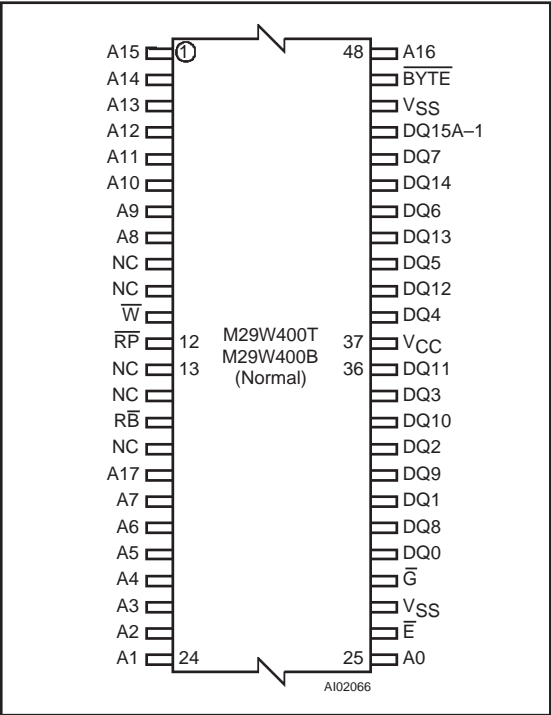 A15 1 48 A16
A14 B̅Y̅T̅E̅
A13 VSS
A12 DQ15A–1
A11 DQ7
A10 DQ14
A9 DQ6
A8 DQ13
NC DQ5
NC DQ12
W̅ DQ4
R̅P̅ 12 M29W400T 37 VCC
NC 13 M29W400B 36 DQ11
NC (Normal) DQ3
RB̅ DQ10
NC DQ2
A17 DQ9
A7 DQ1
A6 DQ8
A5 DQ0
A4 G̅
A3 VSS
A2 E̅
A1 24 25 A0
AI02066